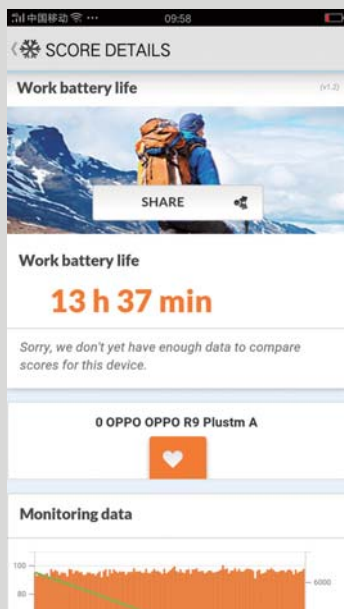 中国移动 ··· 09:58
SCORE DETAILS
Work battery life (v1.2)
SHARE
Work battery life
13 h 37 min
Sorry, we don't yet have enough data to compare
scores for this device.
0 OPPO OPPO R9 Plustm A
Monitoring data
100
6000
80